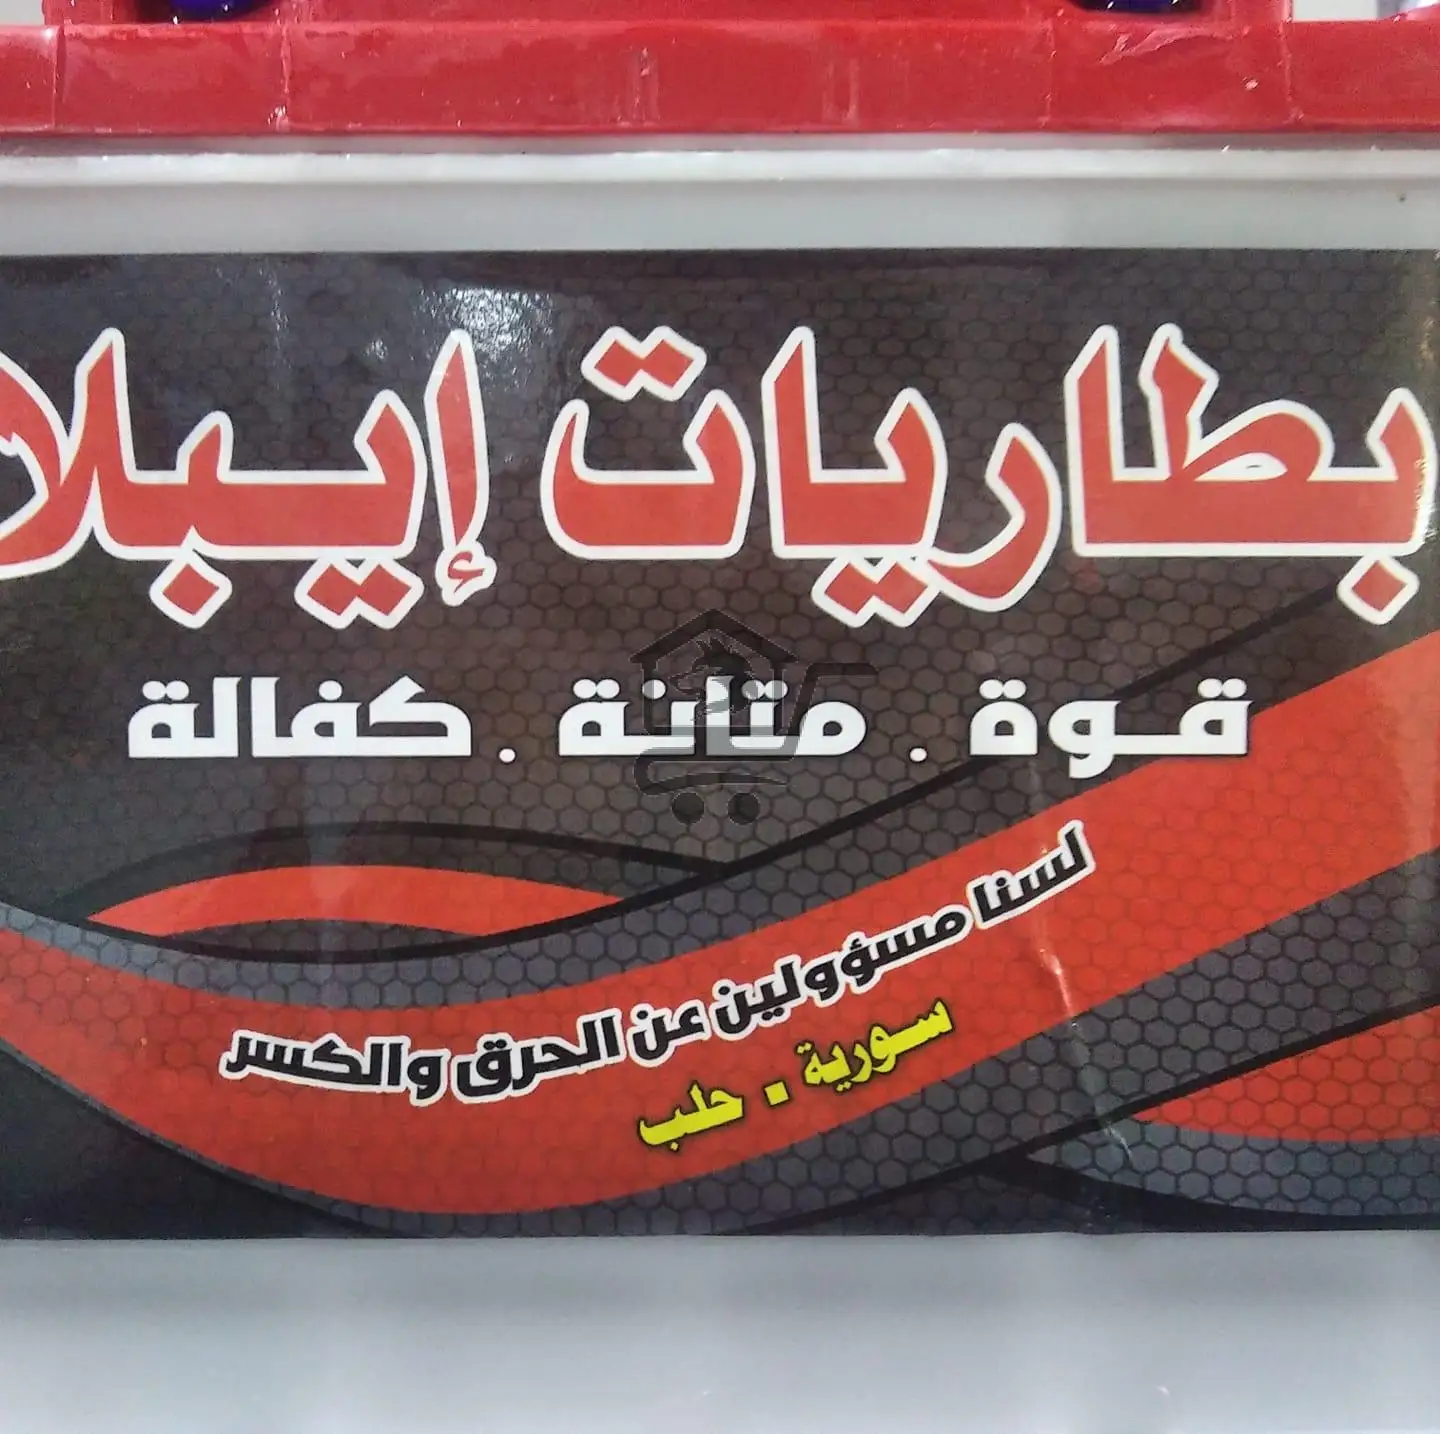 بطاريات إيبلا
قوة . متانة . كفالة
لسنا مسؤولين عن الحرق والكسر
سورية . حلب